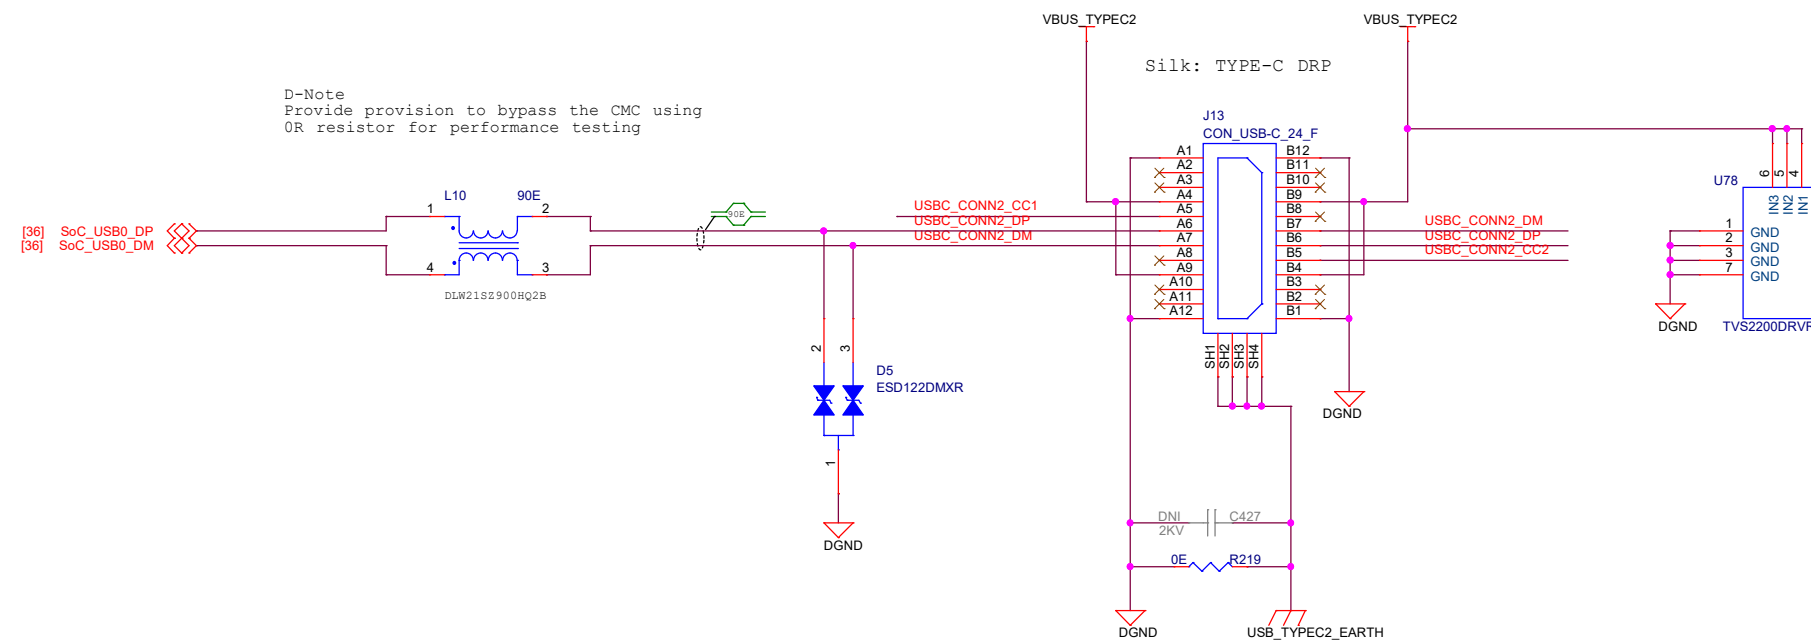 VBUS_TYPEC2
VBUS_TYPEC2
Silk: TYPE-C DRP
D-Note
Provide provision to bypass the CMC using
0R resistor for performance testing
J13
CON_USB-C_24_F
A1
A2
A3
A4
A5
A6
A7
A8
A9
A10
A11
A12
B12
B11
B10
B9
B8
B7
B6
B5
B4
B3
B2
B1
SH1
SH2
SH3
SH4
L10
90E
1
2
4
3
DLW21SZ900HQ2B
[36] SoC_USB0_DP
[36] SoC_USB0_DM
90E
USBC_CONN2_CC1
USBC_CONN2_DP
USBC_CONN2_DM
USBC_CONN2_DM
USBC_CONN2_DP
USBC_CONN2_CC2
U78
6
5
4
IN3
IN2
IN1
1
2
3
7
GND
GND
GND
GND
DGND
TVS2200DRVR
2
3
D5
ESD122DMXR
1
DGND
DGND
DNI
2KV
C427
0E
R219
DGND
USB_TYPEC2_EARTH